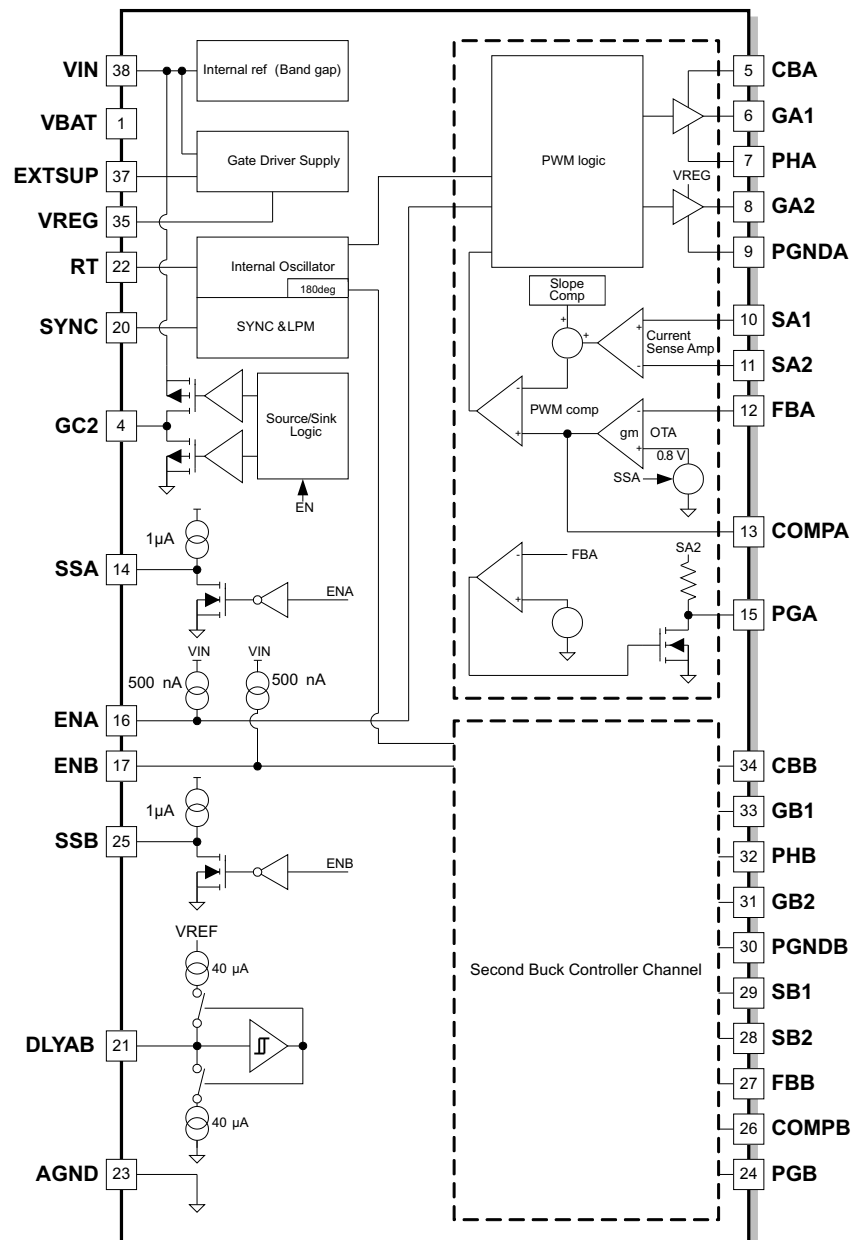 VIN 38
VBAT 1
EXTSUP 37
VREG 35
RT 22
SYNC 20
GC2 4
SSA 14
ENA 16
ENB 17
SSB 25
DLYAB 21
AGND 23
Internal ref (Band gap)
Gate Driver Supply
Internal Oscillator
180deg
SYNC & LPM
Source/Sink
Logic
EN
1µA
ENA
VIN
500 nA
VIN
500 nA
1µA
ENB
VREF
40 µA
40 µA
PWM logic
VREG
Slope
Comp
+
+
+
-
Current
Sense Amp
-
+
PWM comp
-
+
gm
OTA
0.8 V
SSA
-
+
FBA
SA2
Second Buck Controller Channel
5 CBA
6 GA1
7 PHA
8 GA2
9 PGNDA
10 SA1
11 SA2
12 FBA
13 COMPA
15 PGA
34 CBB
33 GB1
32 PHB
31 GB2
30 PGNDB
29 SB1
28 SB2
27 FBB
26 COMPB
24 PGB